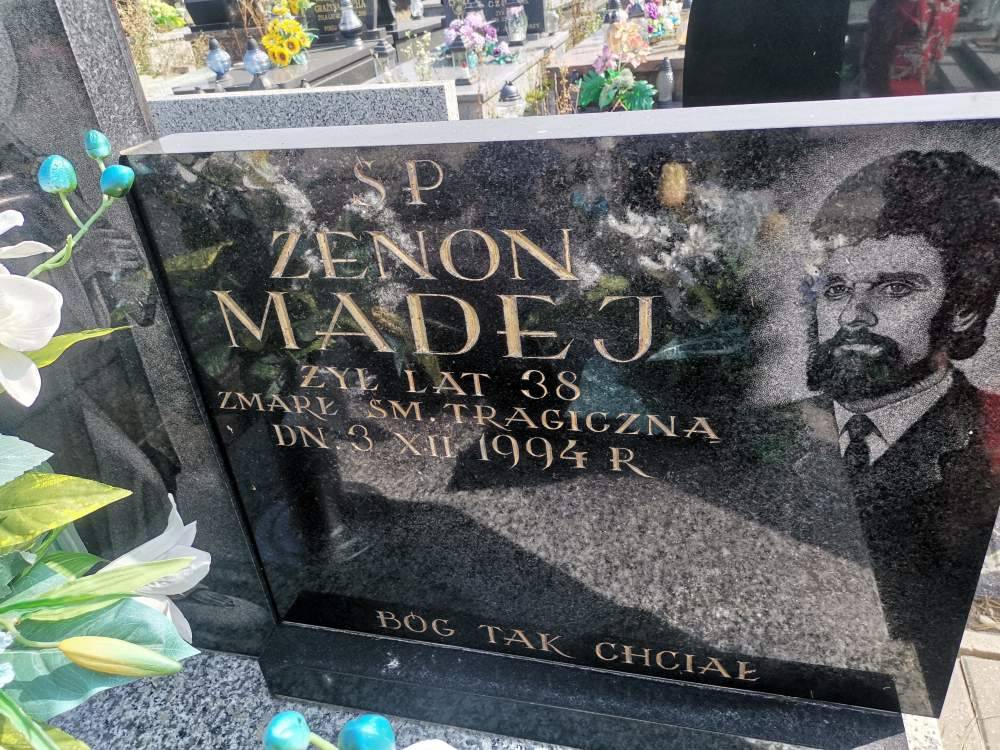 ŚP
ZENON
MADEJ
ŻYŁ LAT 38
ZMARŁ ŚM. TRAGICZNĄ
DN. 3 XII 1994 R
BÓG TAK CHCIAŁ